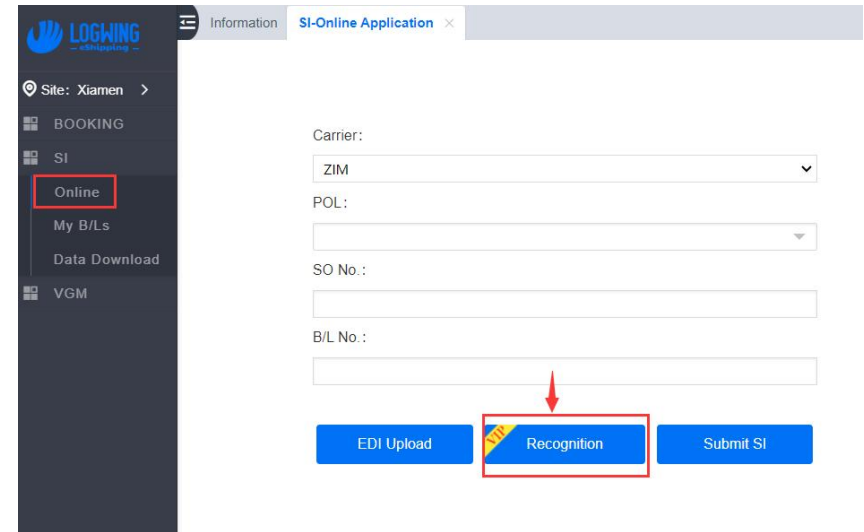 LOGWING
eShipping
Information
SI-Online Application ×
Site: Xiamen >
BOOKING
SI
Online
My B/Ls
Data Download
VGM
Carrier:
ZIM
POL:
SO No.:
B/L No.:
EDI Upload
VIP
Recognition
Submit SI